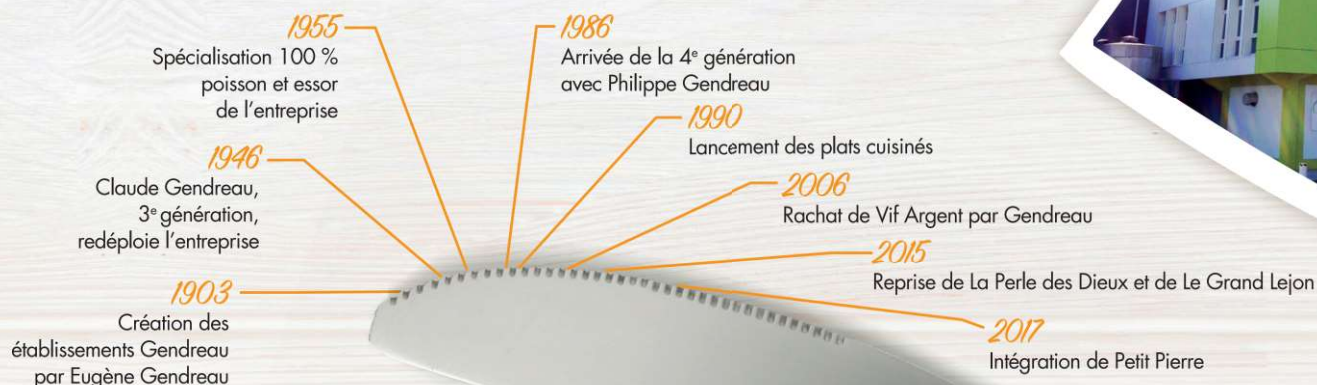 1903
Création des
établissements Gendreau
par Eugène Gendreau
1946
Claude Gendreau,
3e génération,
redéploie l'entreprise
1955
Spécialisation 100 %
poisson et essor
de l'entreprise
1986
Arrivée de la 4e génération
avec Philippe Gendreau
1990
Lancement des plats cuisinés
2006
Rachat de Vif Argent par Gendreau
2015
Reprise de La Perle des Dieux et de Le Grand Lejon
2017
Intégration de Petit Pierre